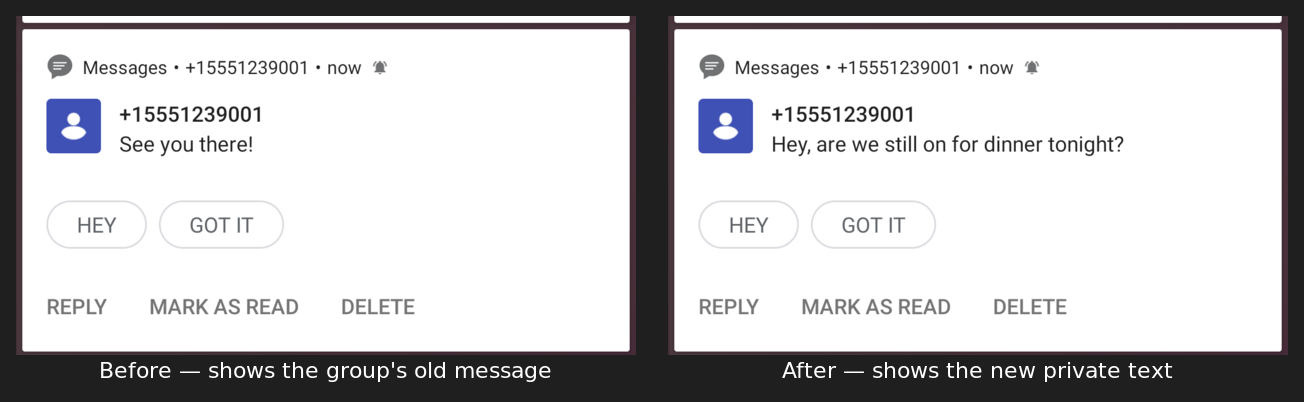 Messages • +15551239001 • now
+15551239001
See you there!
HEY
GOT IT
REPLY
MARK AS READ
DELETE
Before — shows the group's old message
Messages • +15551239001 • now
+15551239001
Hey, are we still on for dinner tonight?
HEY
GOT IT
REPLY
MARK AS READ
DELETE
After — shows the new private text